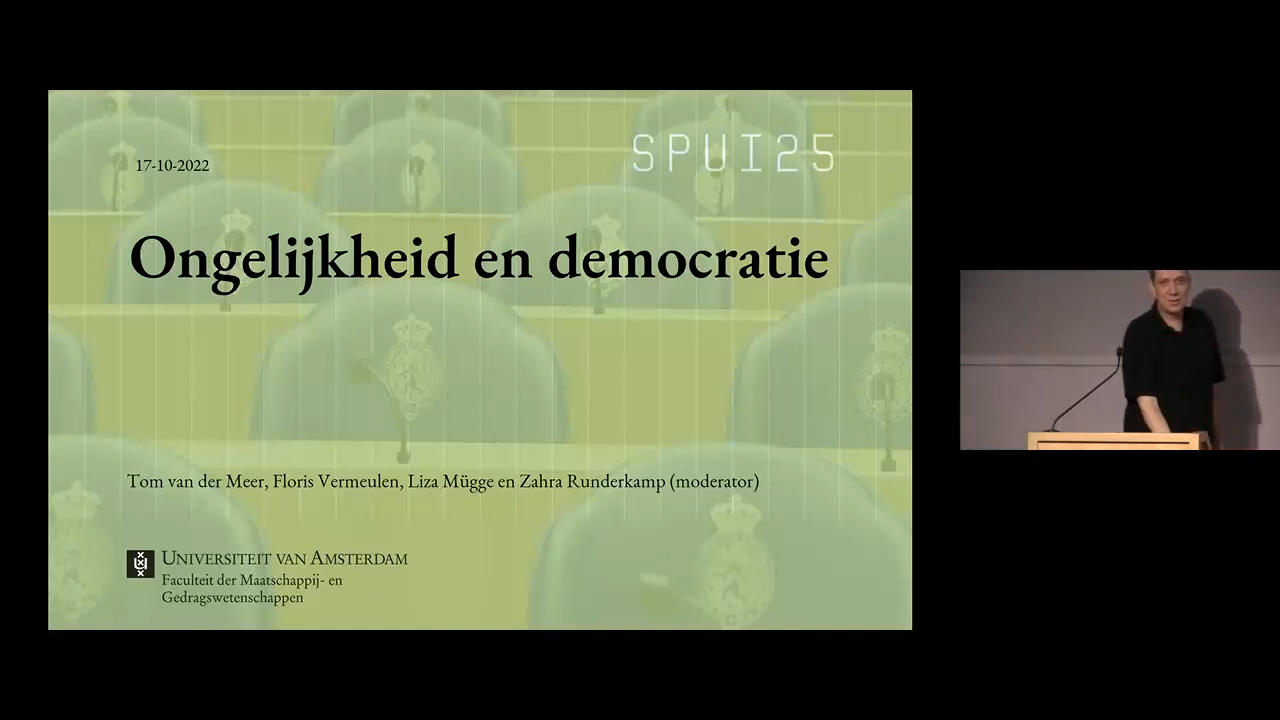 SPUI25
17-10-2022
Ongelijkheid en democratie
Tom van der Meer, Floris Vermeulen, Liza Mügge en Zahra Runderkamp (moderator)
UNIVERSITEIT VAN AMSTERDAM
Faculteit der Maatschappij- en
Gedragswetenschappen